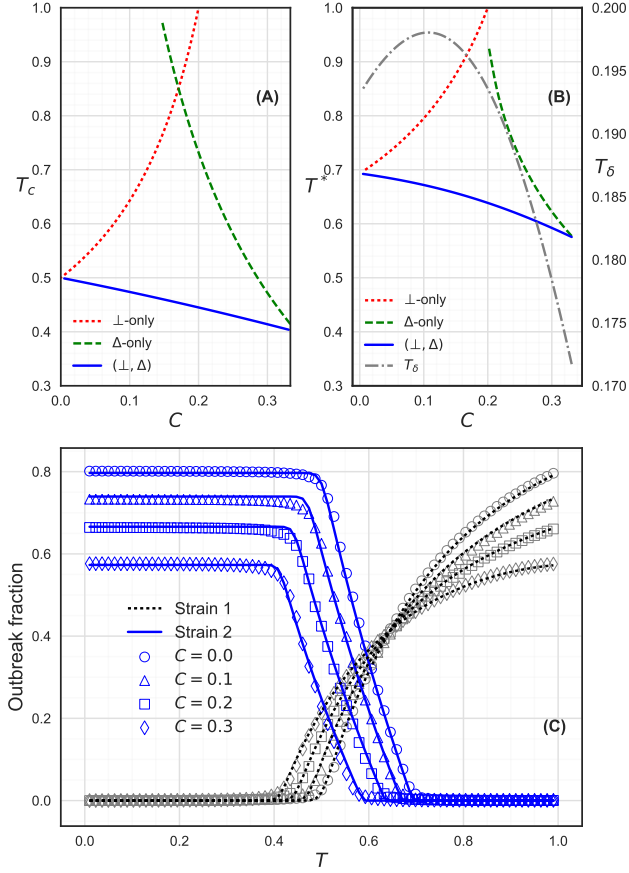 1.0
0.9
0.8
0.7
0.6
0.5
0.4
0.3
T_c
(A)
⊥-only
Δ-only
(⊥, Δ)
0.0
0.1
0.2
0.3
C
1.0
0.9
0.8
0.7
0.6
0.5
0.4
0.3
T*
(B)
⊥-only
Δ-only
(⊥, Δ)
T_δ
0.0
0.1
0.2
0.3
C
0.200
0.195
0.190
0.185
0.180
0.175
0.170
T_δ
0.8
0.6
0.4
0.2
0.0
Outbreak fraction
Strain 1
Strain 2
C = 0.0
C = 0.1
C = 0.2
C = 0.3
(C)
0.0
0.2
0.4
0.6
0.8
1.0
T